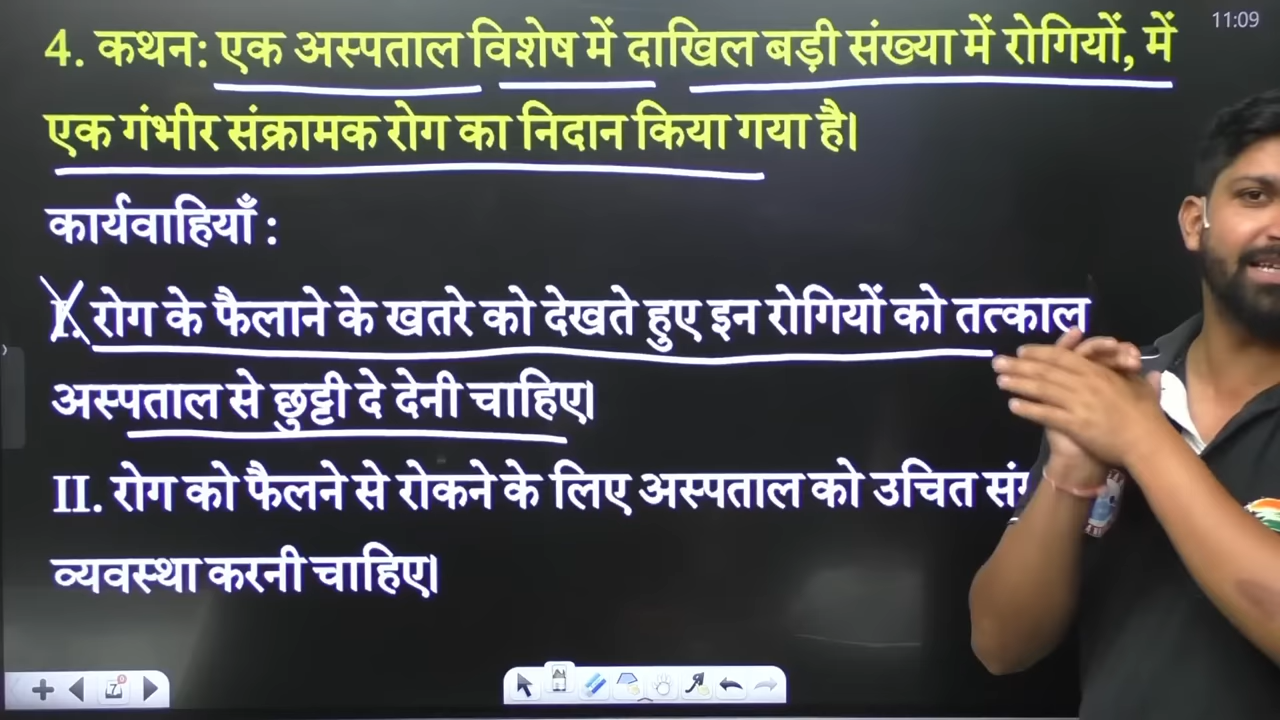 11:09
4. कथन: एक अस्पताल विशेष में दाखिल बड़ी संख्या में रोगियों, में
एक गंभीर संक्रामक रोग का निदान किया गया है।
कार्यवाहियाँ :
I. रोग के फैलाने के खतरे को देखते हुए इन रोगियों को तत्काल
अस्पताल से छुट्टी दे देनी चाहिए।
II. रोग को फैलने से रोकने के लिए अस्पताल को उचित
व्यवस्था करनी चाहिए।
7